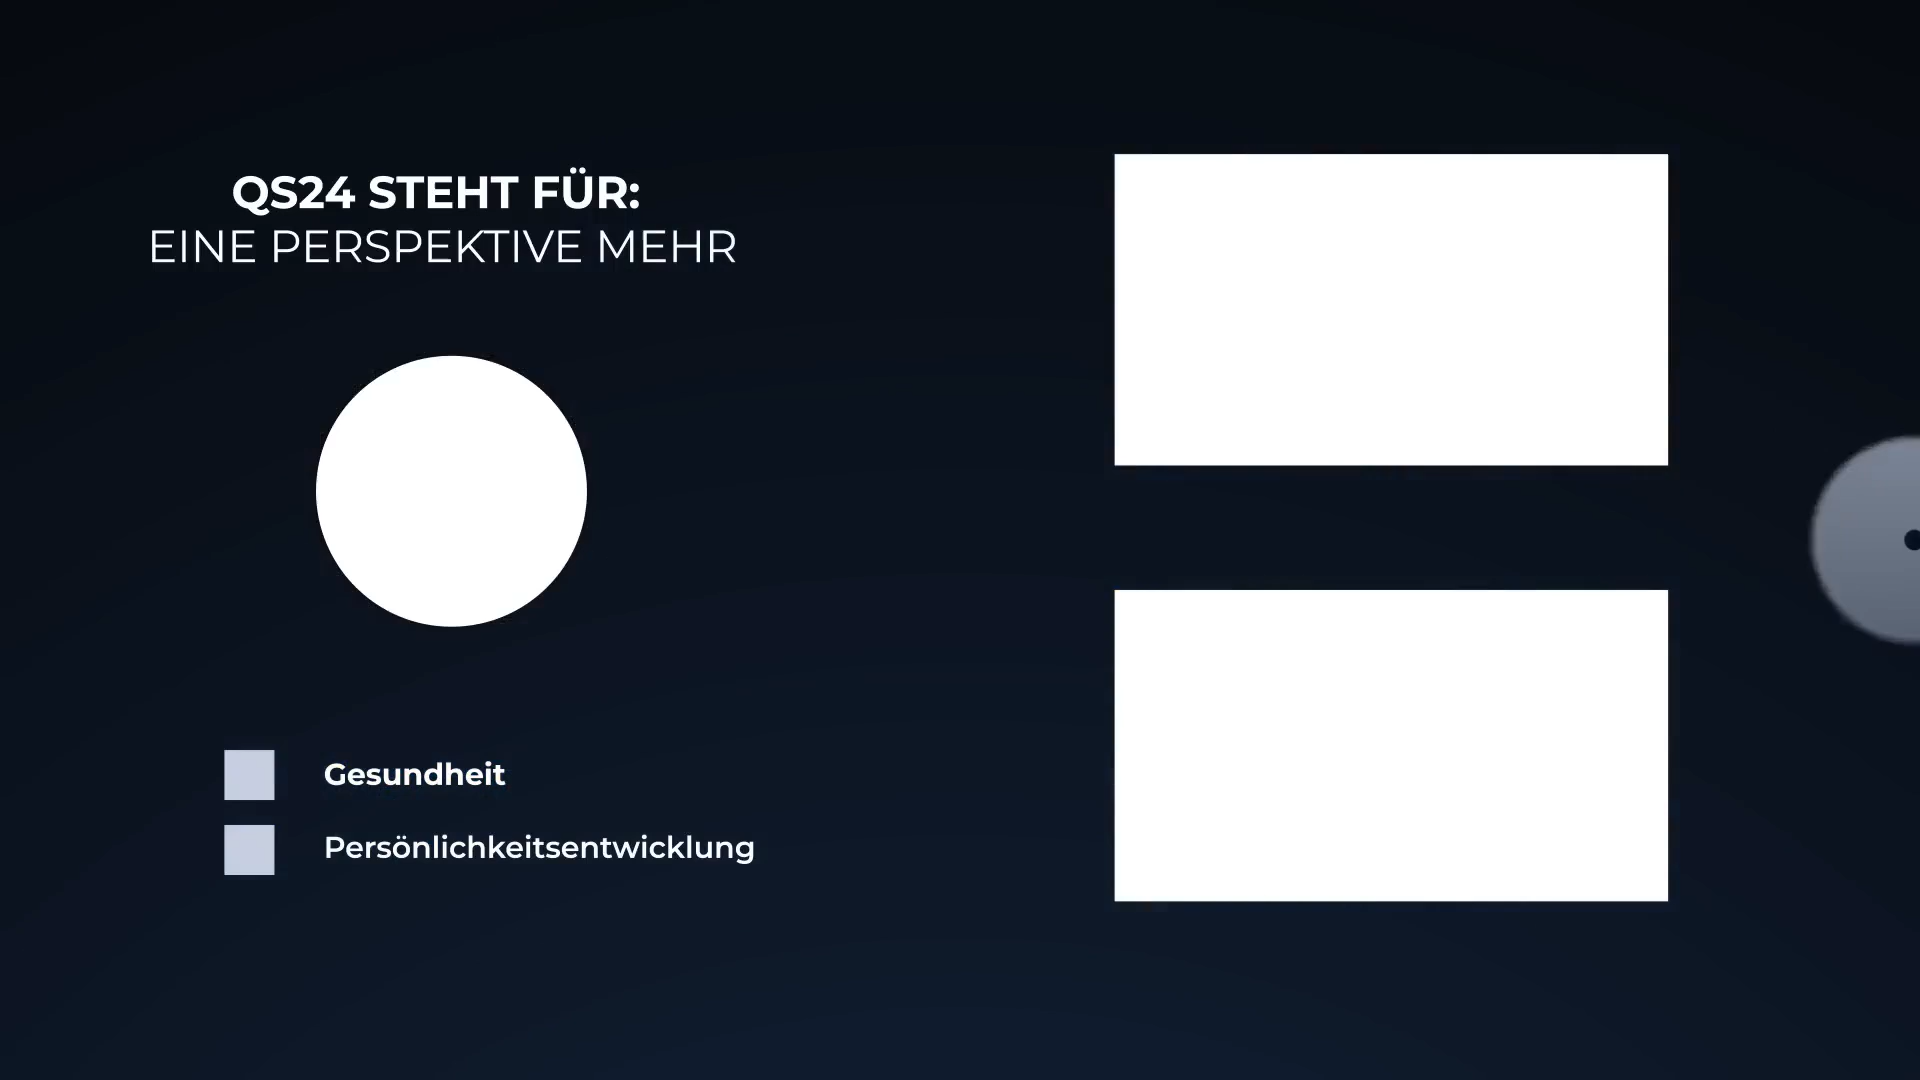 QS24 STEHT FÜR:
EINE PERSPEKTIVE MEHR
Gesundheit
Persönlichkeitsentwicklung